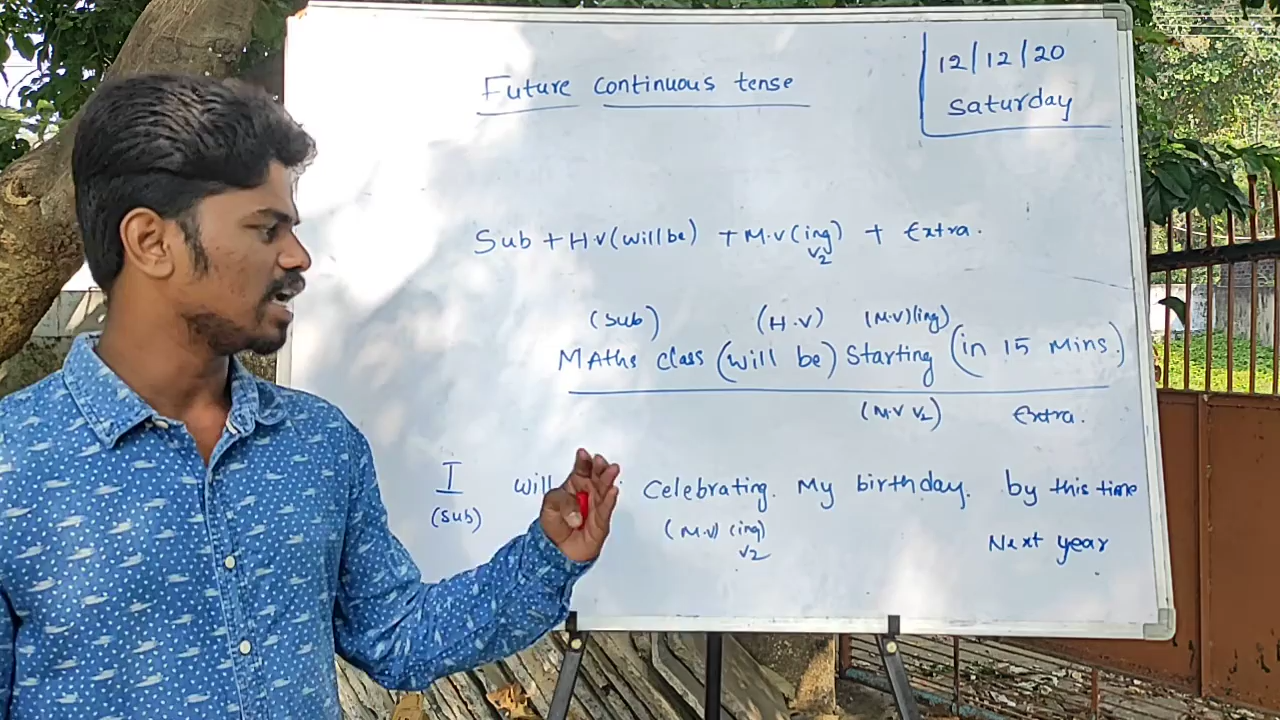 12/12/20
Saturday
Future continuous tense
Sub + H.V (will be) + M.V (ing) + Extra.
V2
(Sub) (H.V) (M.V) (ing)
MAths class (will be) Starting (in 15 Mins.)
(M.V V2) Extra.
I will Celebrating. My birthday. by this time
(Sub) (M.V) (ing) Next year
V2